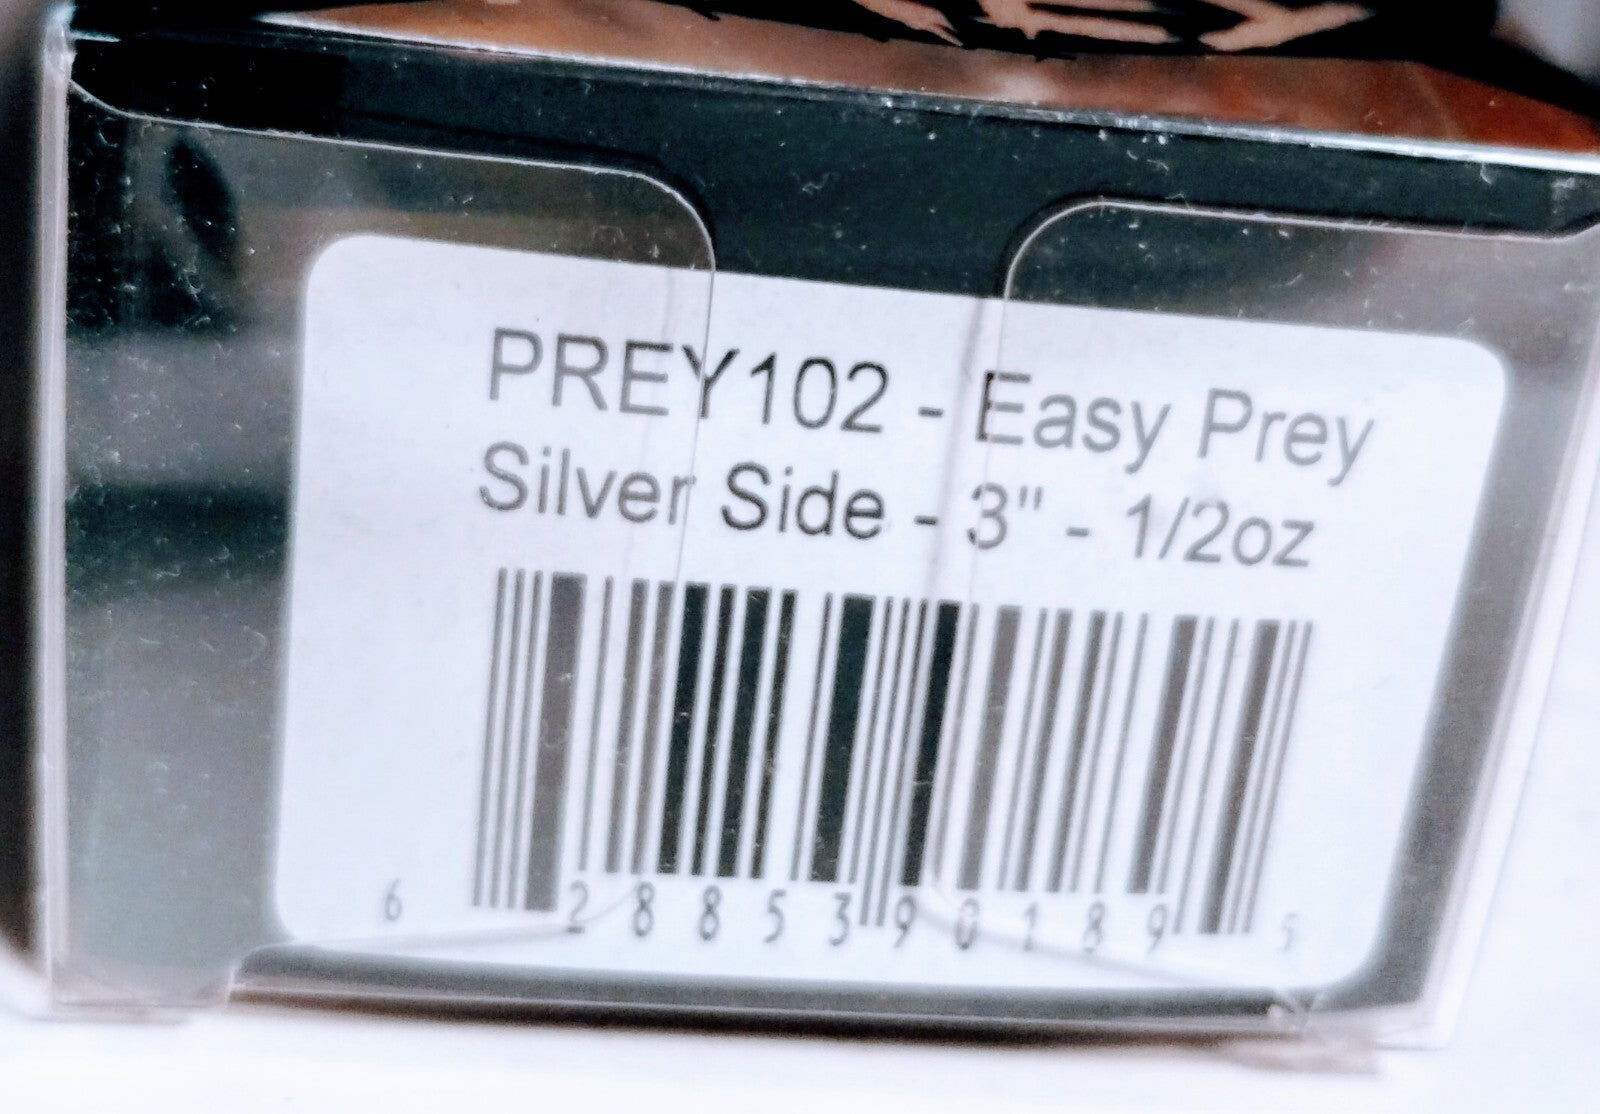 PREY102 - Easy Prey
Silver Side - 3" - 1/2oz
6 28853 90189 5